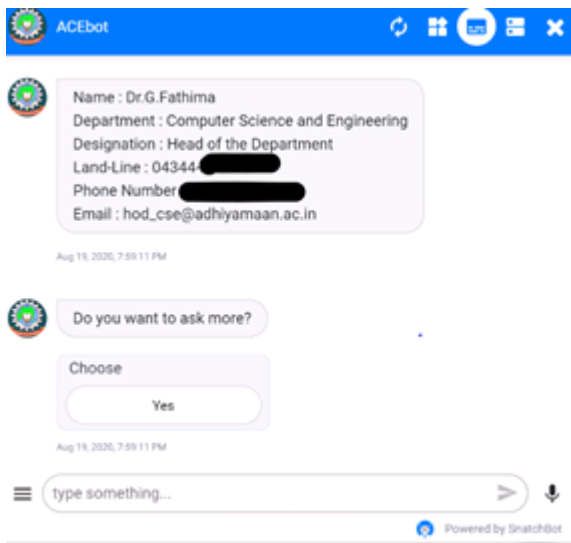 ACEbot
Name : Dr.G.Fathima
Department : Computer Science and Engineering
Designation : Head of the Department
Land-Line : 04344-
Phone Number
Email : hod_cse@adhiyamaan.ac.in
Aug 19, 2020, 7:59:11 PM
Do you want to ask more?
Choose
Yes
Aug 19, 2020, 7:59:11 PM
type something...
Powered by SnatchBot